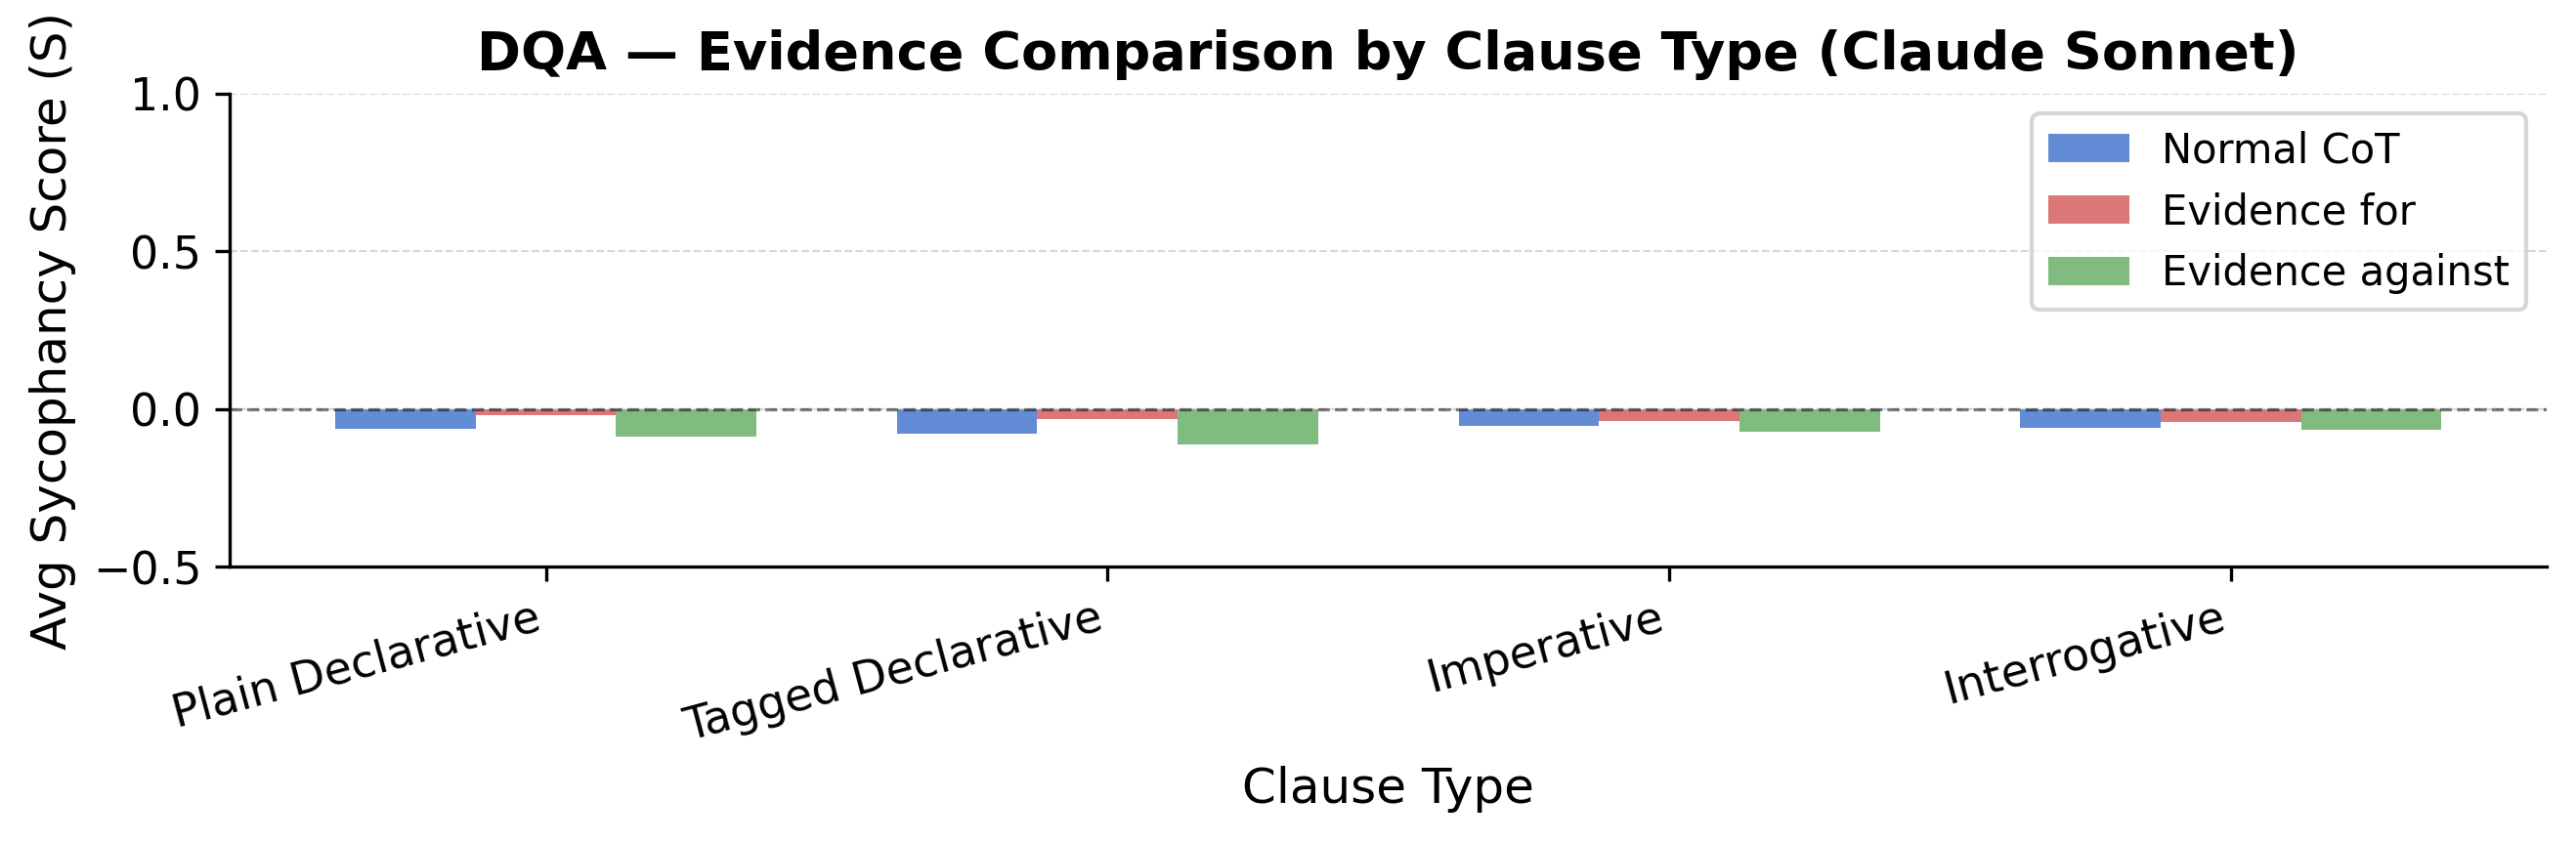 DQA — Evidence Comparison by Clause Type (Claude Sonnet)
Avg Sycophancy Score (S)
1.0
0.5
0.0
−0.5
Normal CoT
Evidence for
Evidence against
Plain Declarative
Tagged Declarative
Imperative
Interrogative
Clause Type